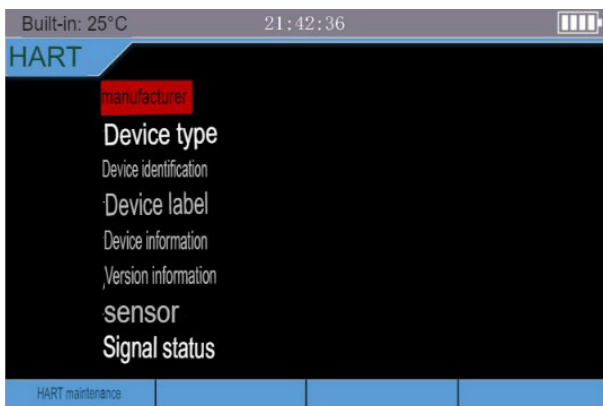 Built-in: 25°C 21:42:36
HART
manufacturer
Device type
Device identification
Device label
Device information
Version information
sensor
Signal status
HART maintenance